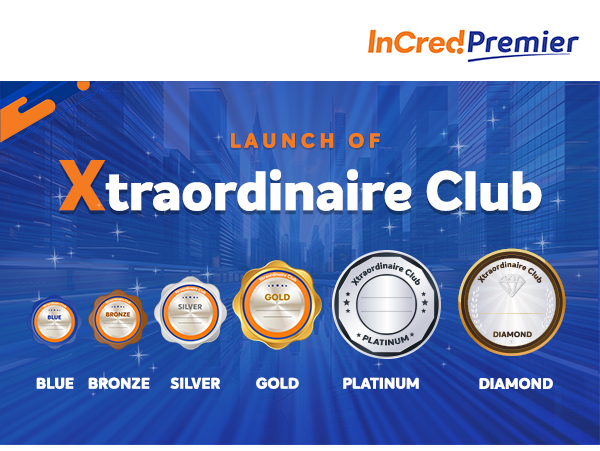 InCred Premier
LAUNCH OF
Xtraordinaire Club
BLUE
BRONZE
SILVER
GOLD
Xtraordinaire Club
PLATINUM
Xtraordinaire Club
DIAMOND
BLUE BRONZE SILVER GOLD PLATINUM DIAMOND